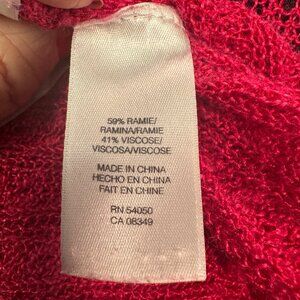 59% RAMIE/
RAMINA/RAMIE
41% VISCOSE/
VISCOSA/VISCOSE
MADE IN CHINA
HECHO EN CHINA
FAIT EN CHINE
RN 54050
CA 08349